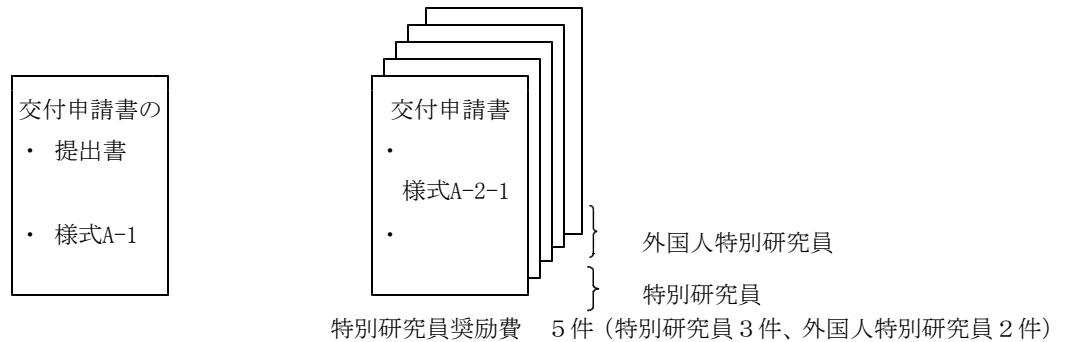 交付申請書の
・ 提出書
・ 様式A-1
交付申請書
・
様式A-2-1
・
外国人特別研究員
特別研究員
特別研究員奨励費　5件（特別研究員3件、外国人特別研究員2件）